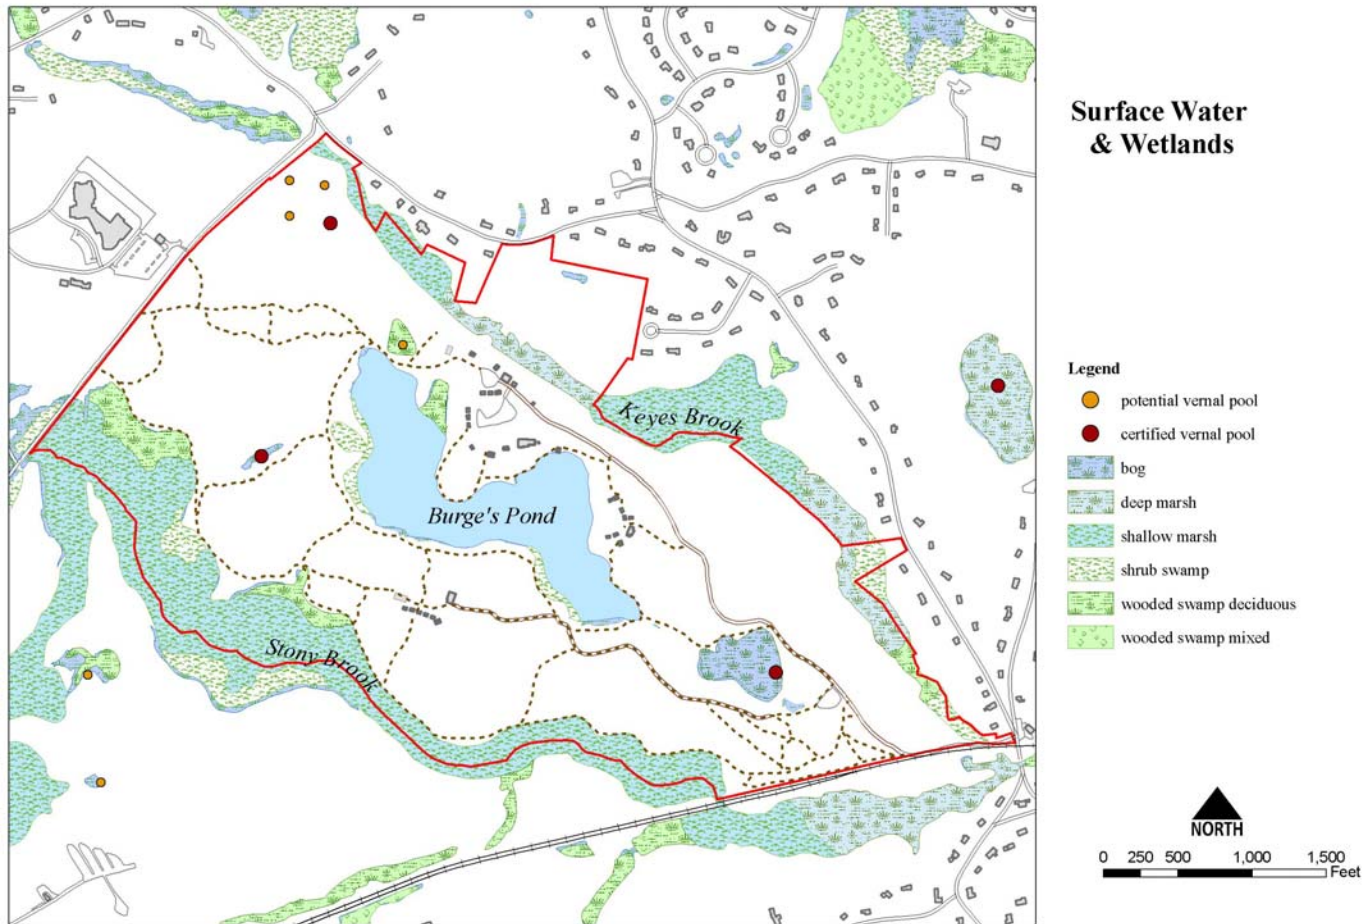 Surface Water
& Wetlands
Keyes Brook
Burge's Pond
Stony Brook
Legend
potential vernal pool
certified vernal pool
bog
deep marsh
shallow marsh
shrub swamp
wooded swamp deciduous
wooded swamp mixed
NORTH
0 250 500 1,000 1,500
Feet